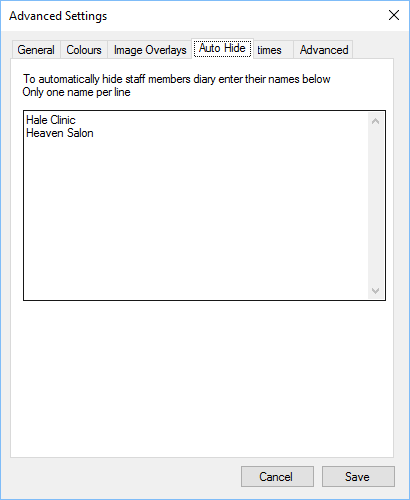 Advanced Settings
General Colours Image Overlays Auto Hide times Advanced
To automatically hide staff members diary enter their names below
Only one name per line
Hale Clinic
Heaven Salon
Cancel Save